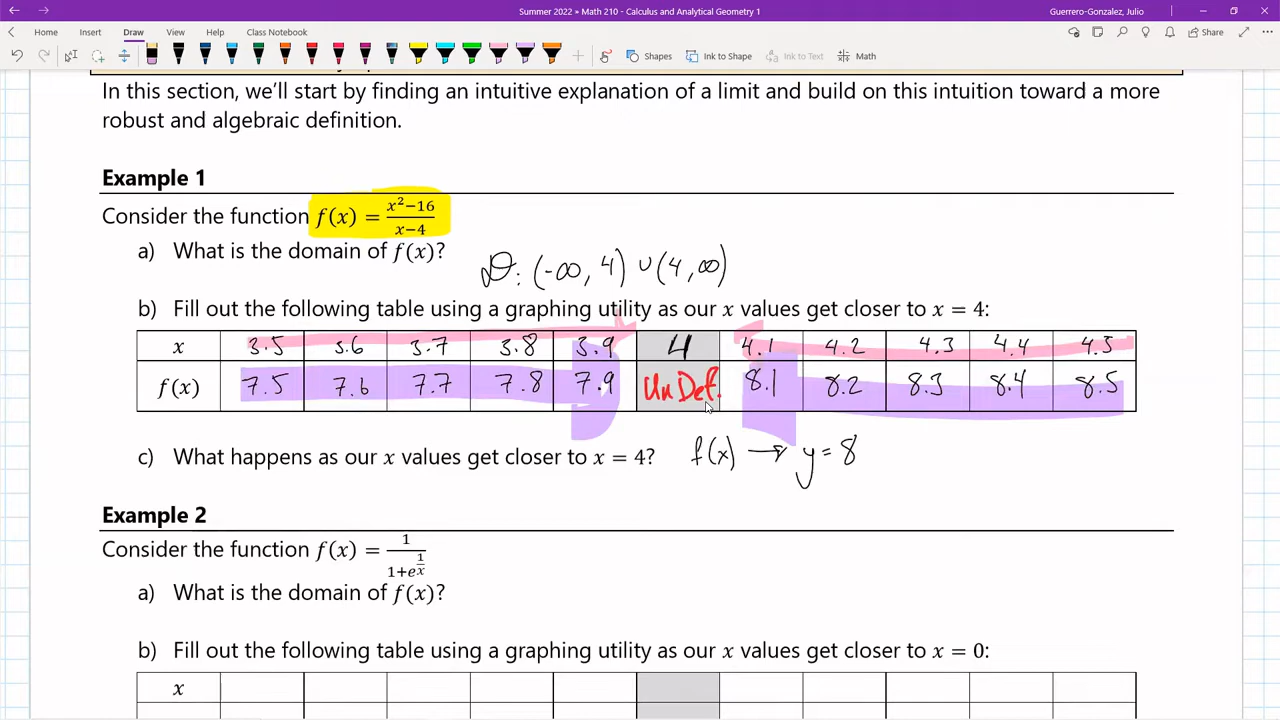 Summer 2022 » Math 210 - Calculus and Analytical Geometry 1
Guerrero-Gonzalez, Julio
Home Insert Draw View Help Class Notebook
Share
Shapes Ink to Shape Ink to Text Math
In this section, we'll start by finding an intuitive explanation of a limit and build on this intuition toward a more
robust and algebraic definition.
Example 1
Consider the function f(x) = (x²−16)/(x−4)
a) What is the domain of f(x)? D: (-∞, 4) ∪ (4, ∞)
b) Fill out the following table using a graphing utility as our x values get closer to x = 4:
x 3.5 3.6 3.7 3.8 3.9 4 4.1 4.2 4.3 4.4 4.5
f(x) 7.5 7.6 7.7 7.8 7.9 UnDef. 8.1 8.2 8.3 8.4 8.5
c) What happens as our x values get closer to x = 4? f(x) → y = 8
Example 2
Consider the function f(x) = 1/(1+e^(1/x))
a) What is the domain of f(x)?
b) Fill out the following table using a graphing utility as our x values get closer to x = 0:
x